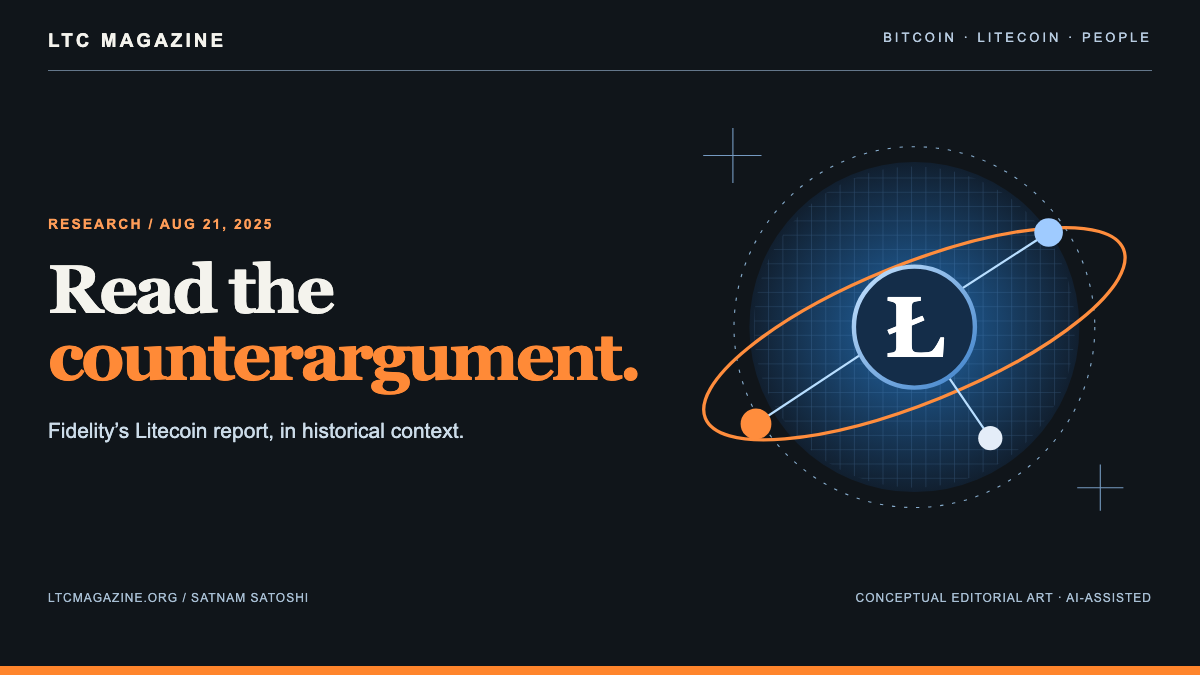 LTC MAGAZINE
BITCOIN · LITECOIN · PEOPLE
RESEARCH / AUG 21, 2025
Read the
counterargument.
Fidelity’s Litecoin report, in historical context.
Ł
LTCMAGAZINE.ORG / SATNAM SATOSHI
CONCEPTUAL EDITORIAL ART · AI-ASSISTED